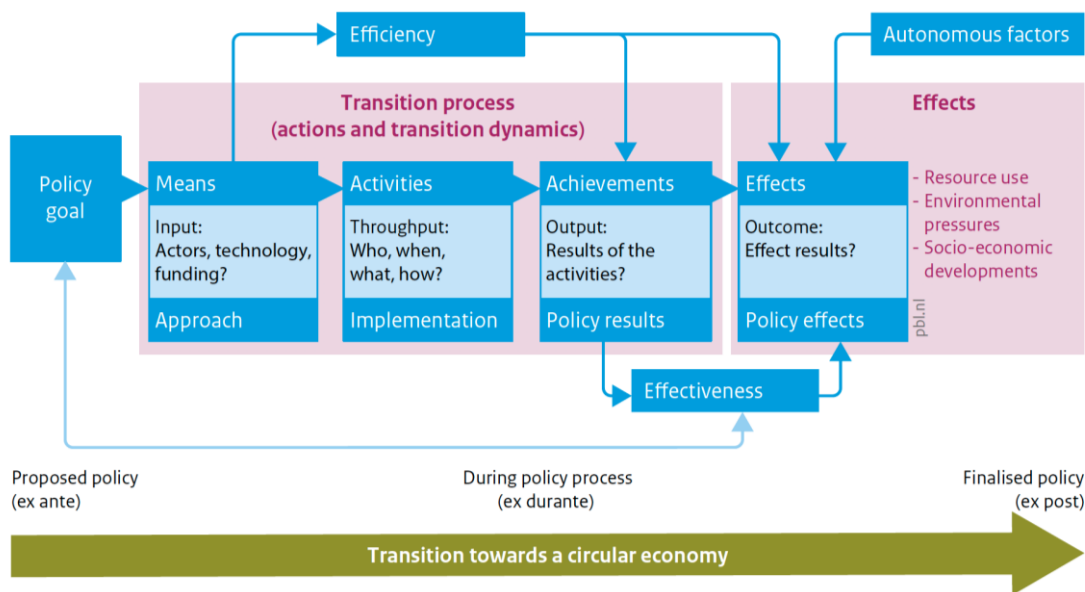 Efficiency
Autonomous factors
Transition process
(actions and transition dynamics)
Effects
Policy
goal
Means
Input:
Actors, technology,
funding?
Approach
Activities
Throughput:
Who, when,
what, how?
Implementation
Achievements
Output:
Results of the
activities?
Policy results
Effects
Outcome:
Effect results?
Policy effects
- Resource use
- Environmental
pressures
- Socio-economic
developments
pbl.nl
Effectiveness
Proposed policy
(ex ante)
During policy process
(ex durante)
Finalised policy
(ex post)
Transition towards a circular economy